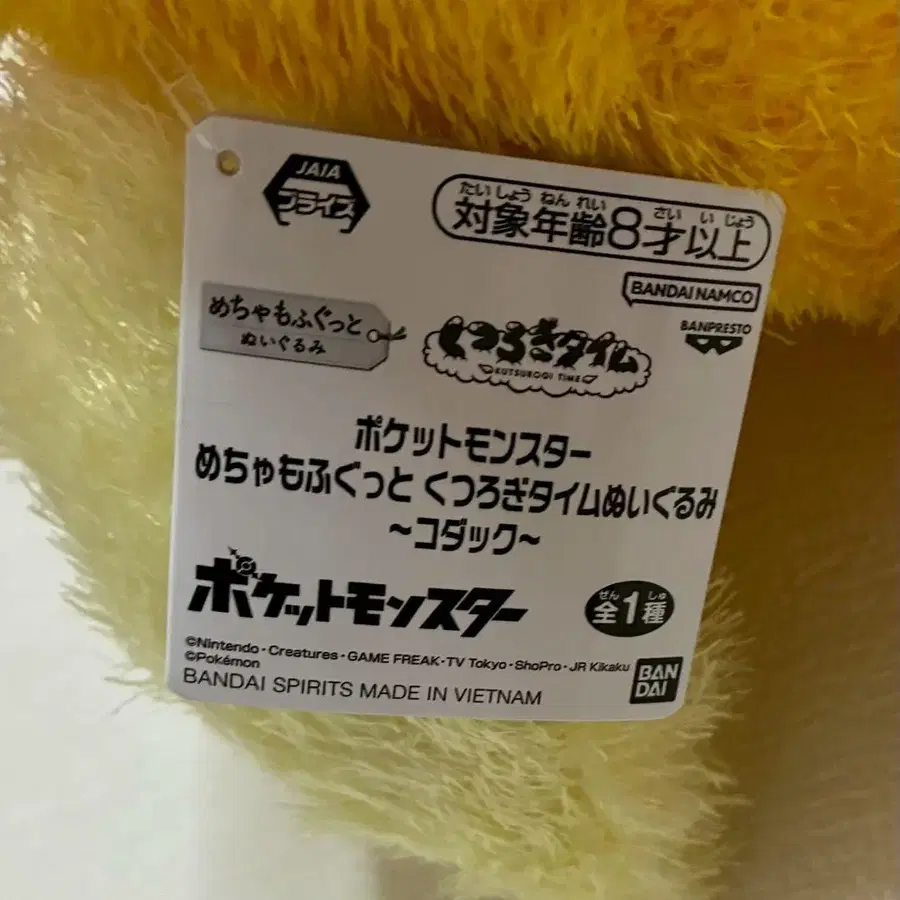 JAIA
プライズ
たいしょうねんれい さいいじょう
対象年齢8才以上
BANDAI NAMCO
BANPRESTO
めちゃもふぐっと
ぬいぐるみ
くつろぎタイム
KUTSUROGI TIME
ポケットモンスター
めちゃもふぐっと くつろぎタイムぬいぐるみ
~コダック~
ポケットモンスター
ぜん しゅ
全1種
©Nintendo・Creatures・GAME FREAK・TV Tokyo・ShoPro・JR Kikaku
©Pokémon
BANDAI SPIRITS MADE IN VIETNAM
BAN
DAI